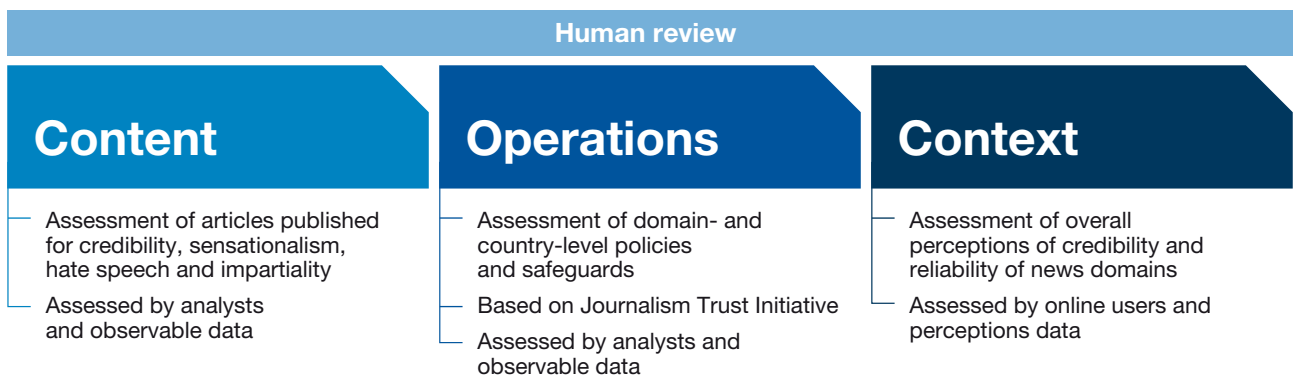 Human review
Content
Assessment of articles published
for credibility, sensationalism,
hate speech and impartiality
Assessed by analysts
and observable data
Operations
Assessment of domain- and
country-level policies
and safeguards
Based on Journalism Trust Initiative
Assessed by analysts and
observable data
Context
Assessment of overall
perceptions of credibility and
reliability of news domains
Assessed by online users and
perceptions data